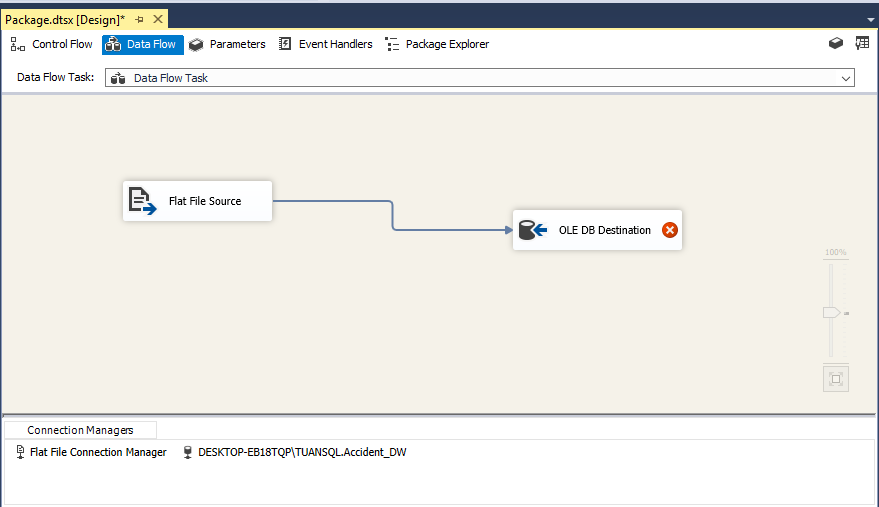 Package.dtsx [Design]*
Control Flow Data Flow Parameters Event Handlers Package Explorer
Data Flow Task: Data Flow Task
Flat File Source
OLE DB Destination
100%
Connection Managers
Flat File Connection Manager DESKTOP-EB18TQP\TUANSQL.Accident_DW